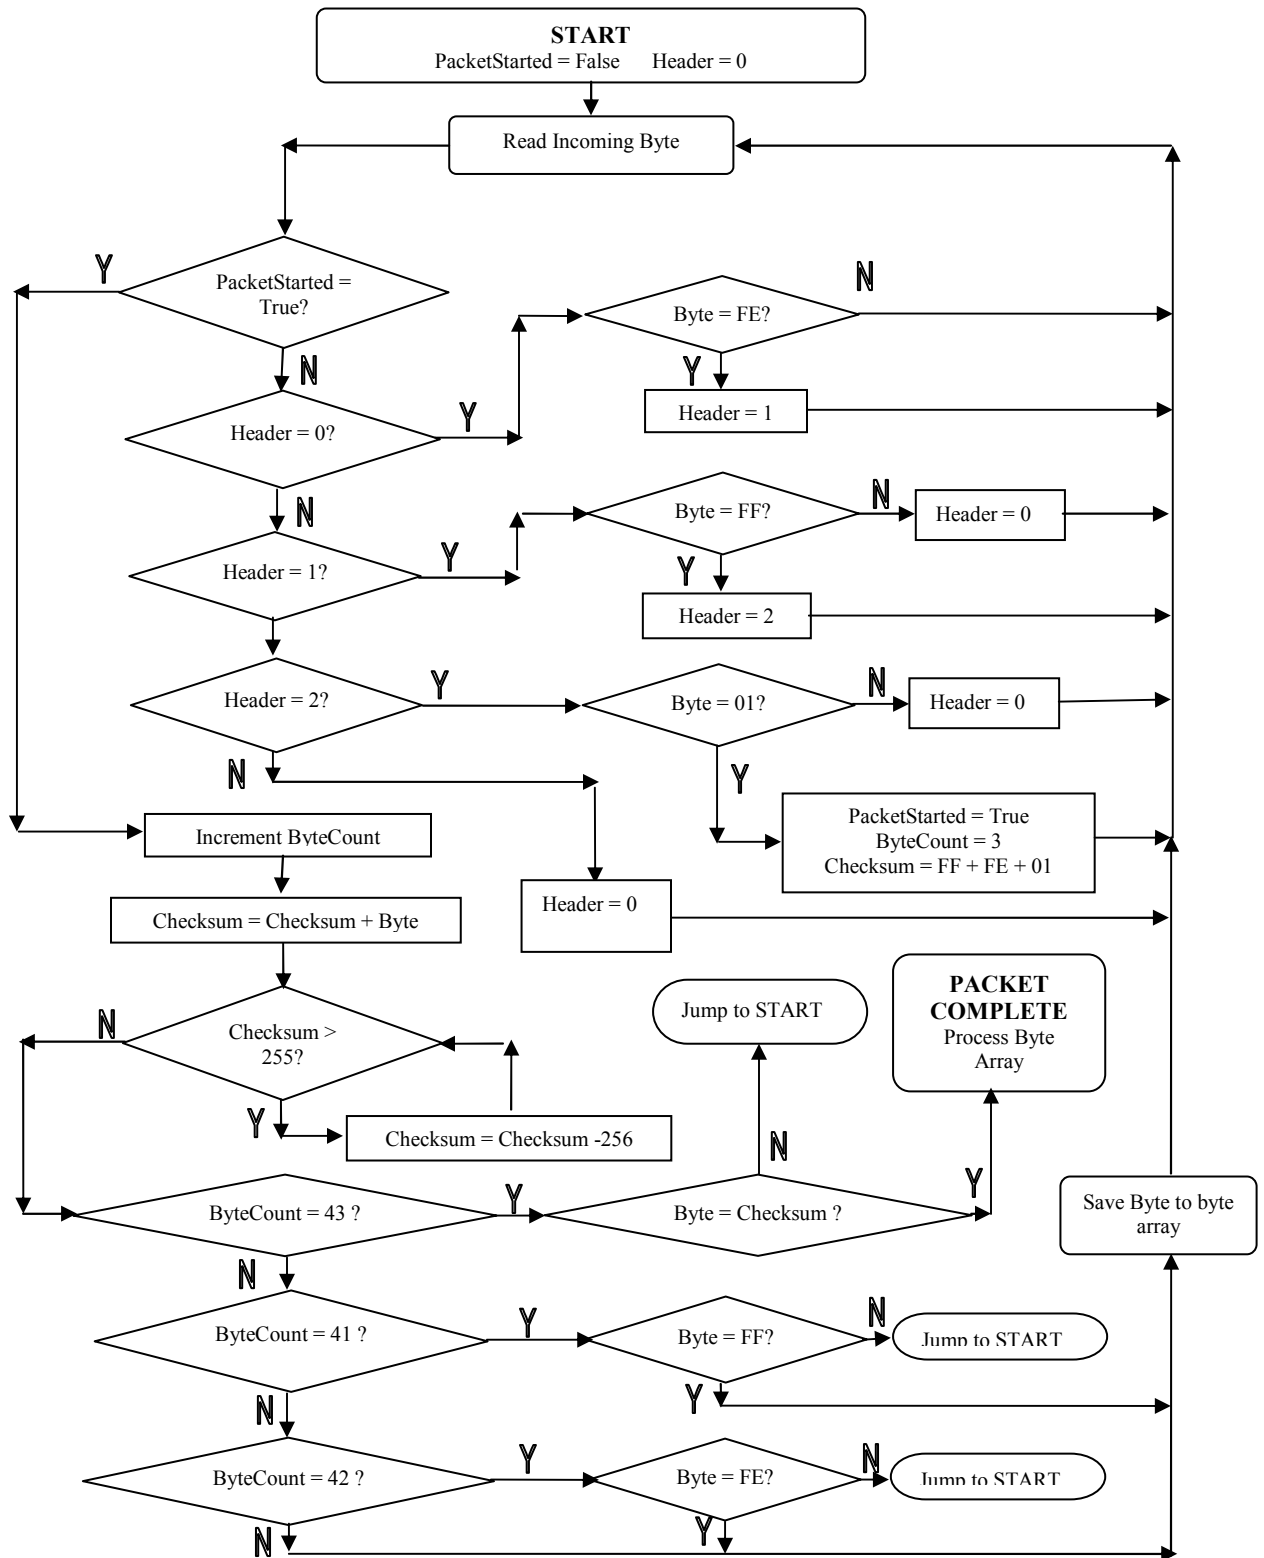 START
PacketStarted = False Header = 0
Read Incoming Byte
Y
PacketStarted =
True?
N
Byte = FE?
N
Y
Header = 1
Header = 0?
Y
N
Byte = FF?
N
Header = 0
Y
Header = 2
Header = 1?
Y
Header = 2?
Y
N
Byte = 01?
N
Header = 0
Y
PacketStarted = True
ByteCount = 3
Checksum = FF + FE + 01
Header = 0
Increment ByteCount
Checksum = Checksum + Byte
Checksum >
255?
N
Y
Checksum = Checksum -256
Jump to START
PACKET
COMPLETE
Process Byte
Array
N
Y
ByteCount = 43 ?
Y
Byte = Checksum ?
Save Byte to byte
array
N
ByteCount = 41 ?
Y
Byte = FF?
N
Jump to START
Y
N
ByteCount = 42 ?
Y
Byte = FE?
N
Jump to START
Y
N